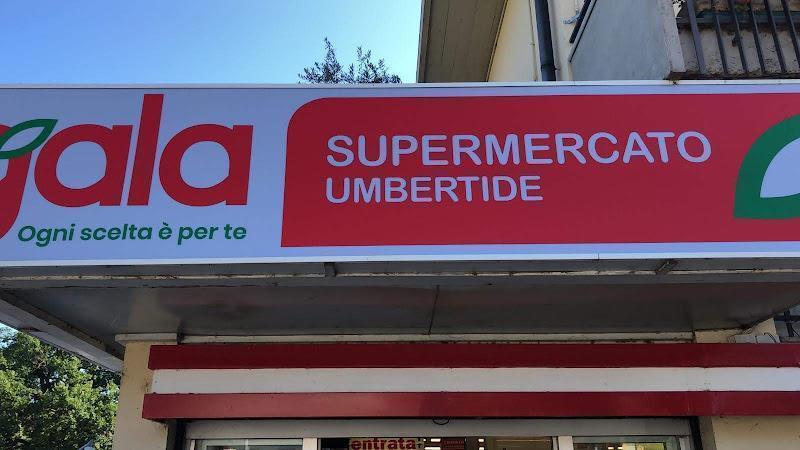 gala
Ogni scelta è per te
SUPERMERCATO
UMBERTIDE
entrata